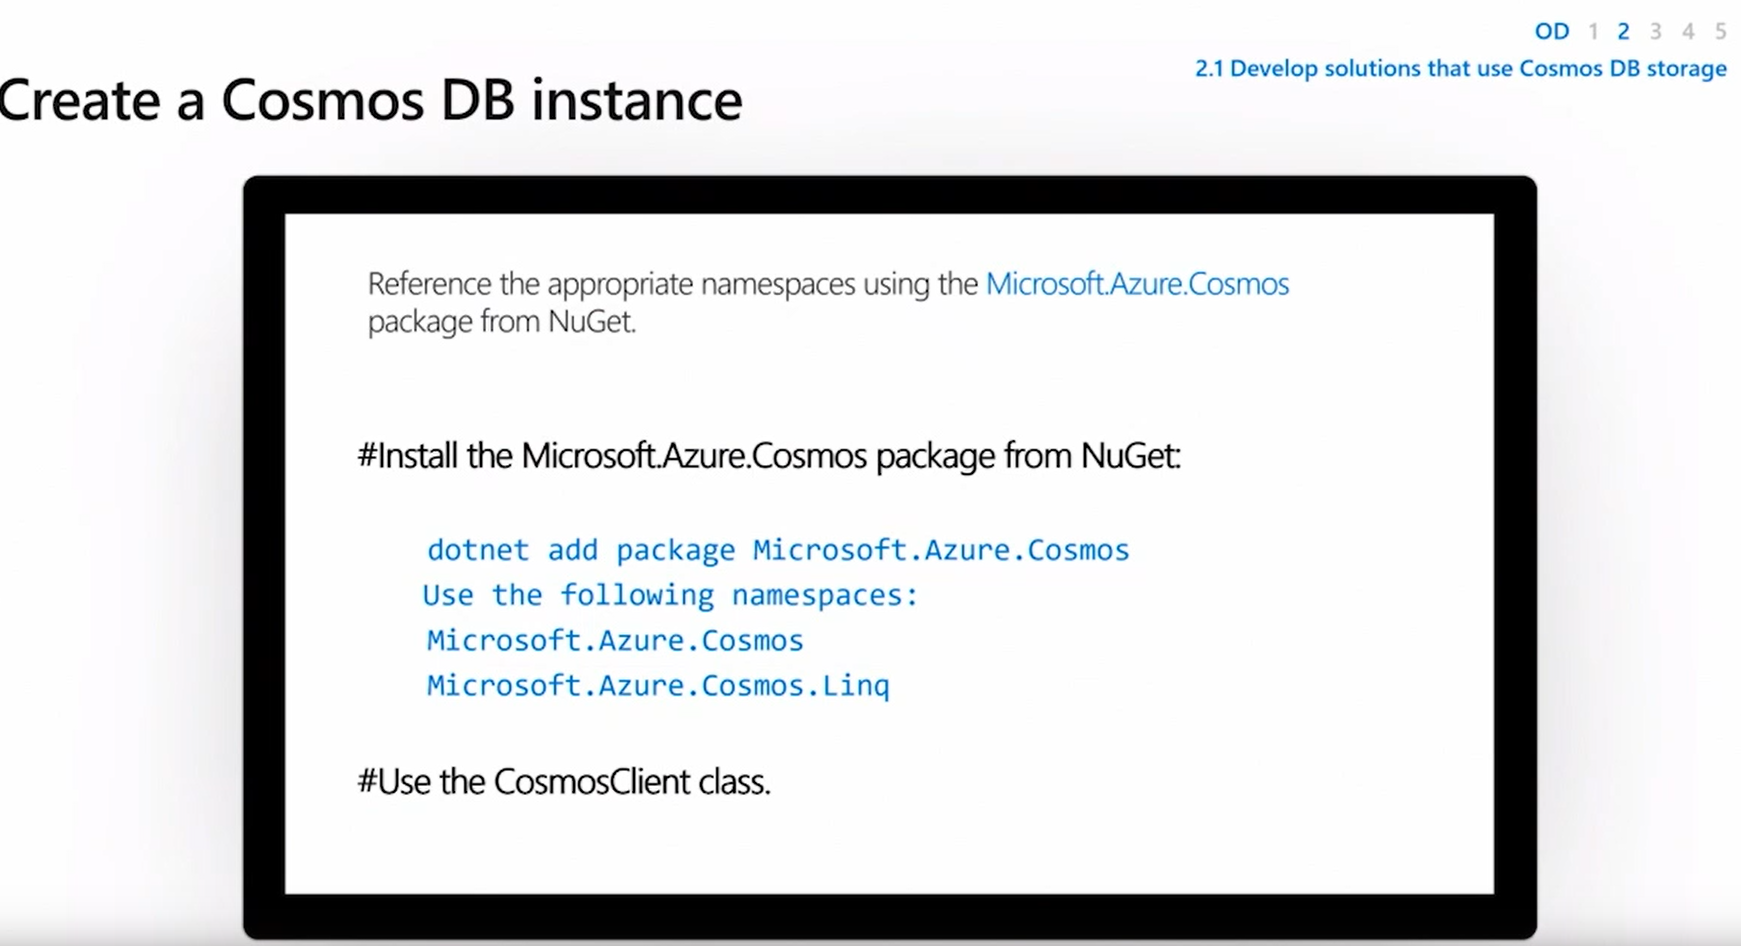 OD 1 2 3 4 5
2.1 Develop solutions that use Cosmos DB storage
Create a Cosmos DB instance
Reference the appropriate namespaces using the Microsoft.Azure.Cosmos
package from NuGet.
#Install the Microsoft.Azure.Cosmos package from NuGet:
dotnet add package Microsoft.Azure.Cosmos
Use the following namespaces:
Microsoft.Azure.Cosmos
Microsoft.Azure.Cosmos.Linq
#Use the CosmosClient class.